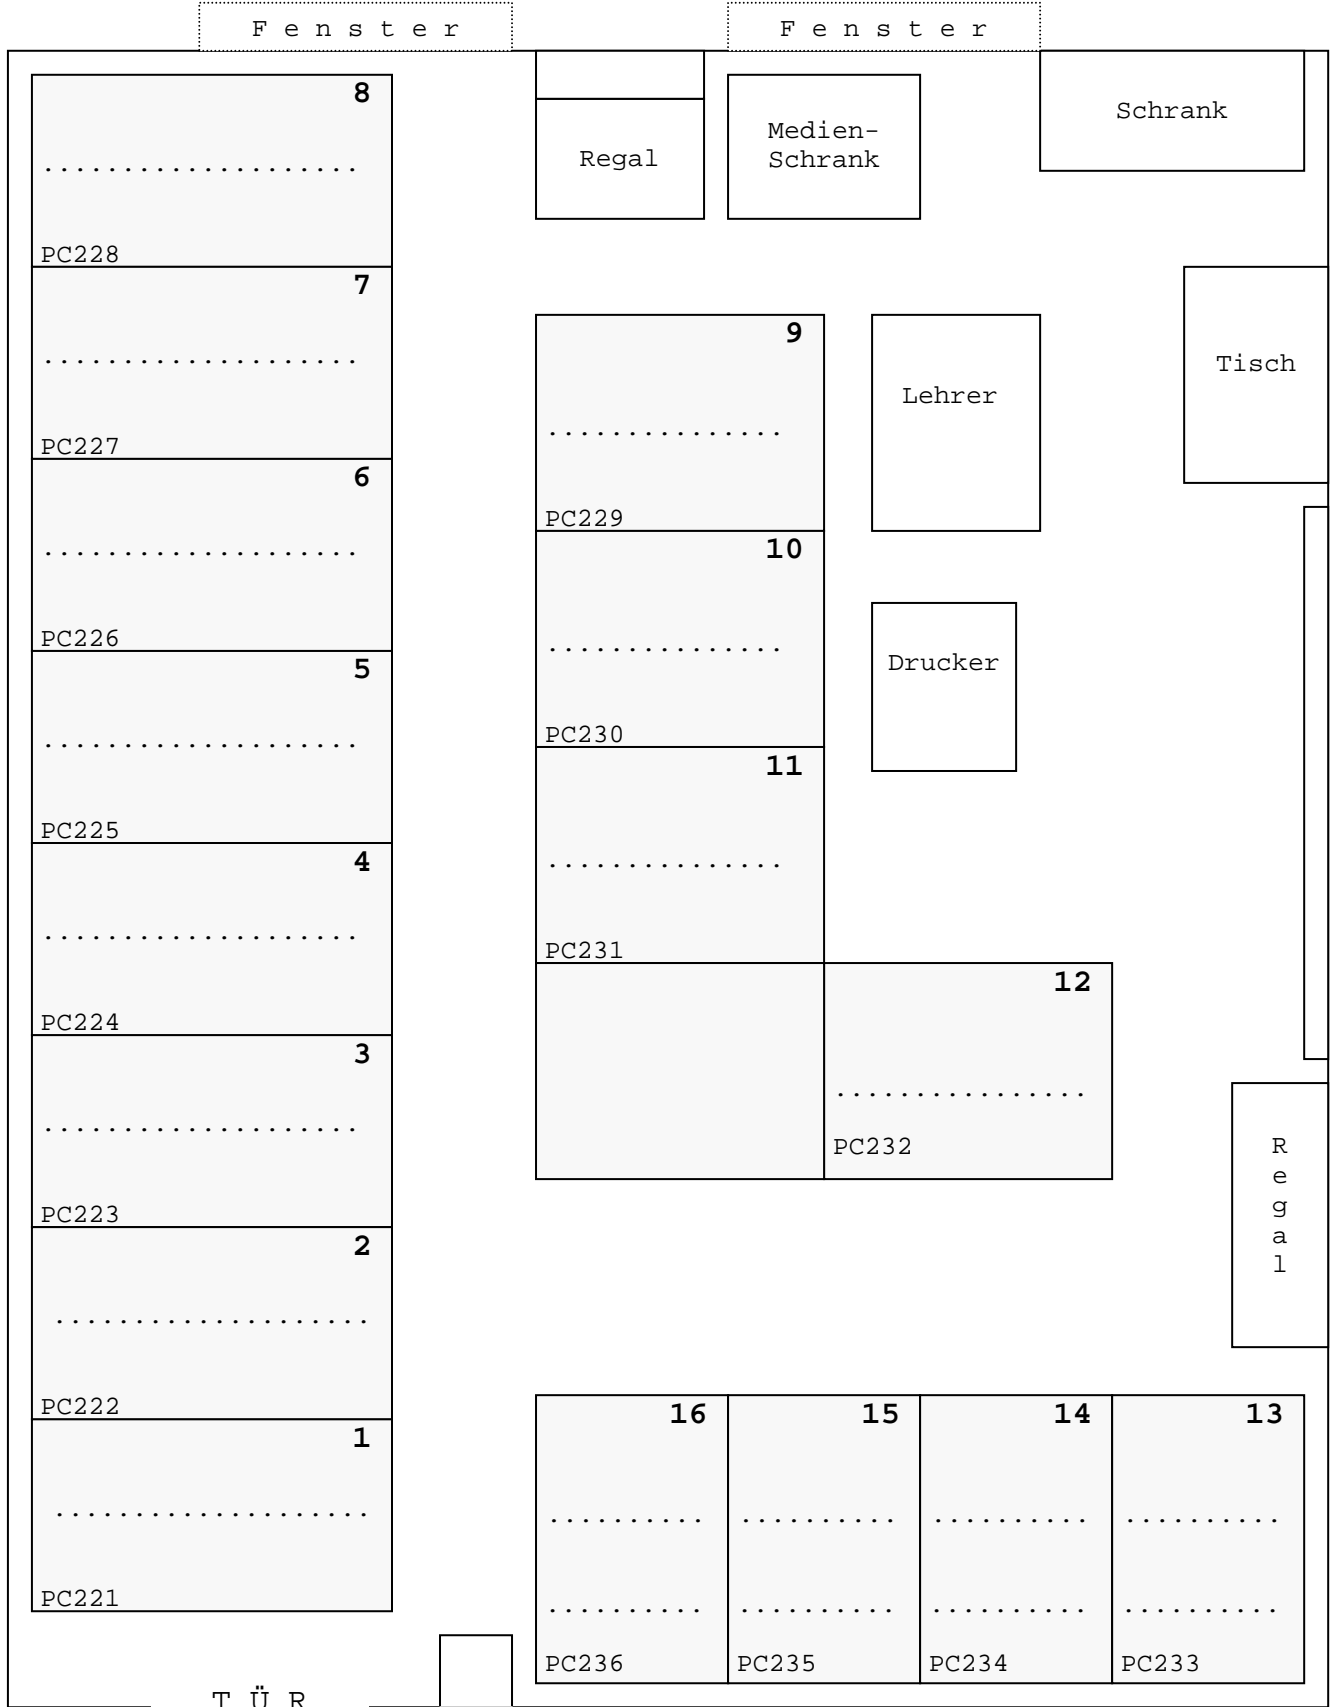 F e n s t e r
F e n s t e r
8
....................
PC228
7
....................
PC227
6
....................
PC226
5
....................
PC225
4
....................
PC224
3
....................
PC223
2
....................
PC222
1
....................
PC221
T Ü R
Regal
Medien-
Schrank
Schrank
Tisch
9
...............
PC229
Lehrer
10
...............
PC230
Drucker
11
...............
PC231
12
................
PC232
R
e
g
a
l
16
..........
..........
PC236
15
..........
..........
PC235
14
..........
..........
PC234
13
..........
..........
PC233